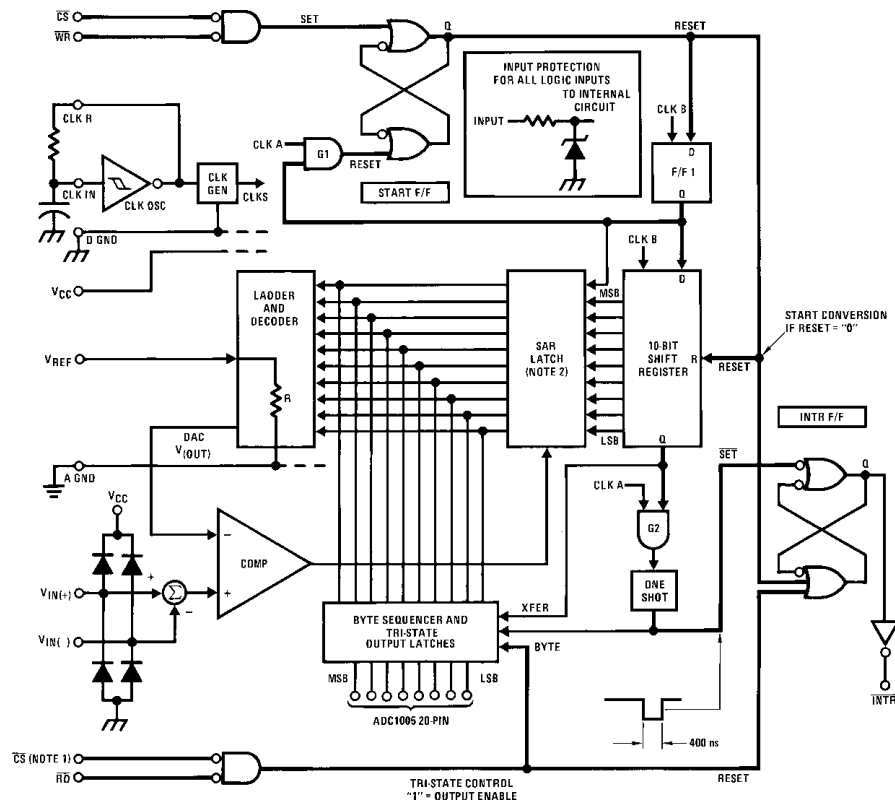 CS
WR
SET
Q
RESET
INPUT PROTECTION
FOR ALL LOGIC INPUTS
TO INTERNAL
CIRCUIT
INPUT
CLK R
CLK A
G1
RESET
START F/F
CLK B
D
F/F 1
Q
CLK IN
CLK OSC
CLK
GEN
CLKS
D GND
VCC
CLK B
MSB
D
LADDER
AND
DECODER
SAR
LATCH
(NOTE 2)
10-BIT
SHIFT
REGISTER
R
RESET
START CONVERSION
IF RESET = "0"
VREF
R
INTR F/F
DAC
V(OUT)
LSB
Q
SET
Q
A GND
CLK A
G2
VCC
COMP
−
+
ONE
SHOT
VIN(+)
+
Σ
−
VIN(−)
XFER
BYTE SEQUENCER AND
TRI-STATE
OUTPUT LATCHES
BYTE
MSB
LSB
ADC1005 20-PIN
400 ns
INTR
CS (NOTE 1)
RD
TRI-STATE CONTROL
"1" = OUTPUT ENABLE
RESET